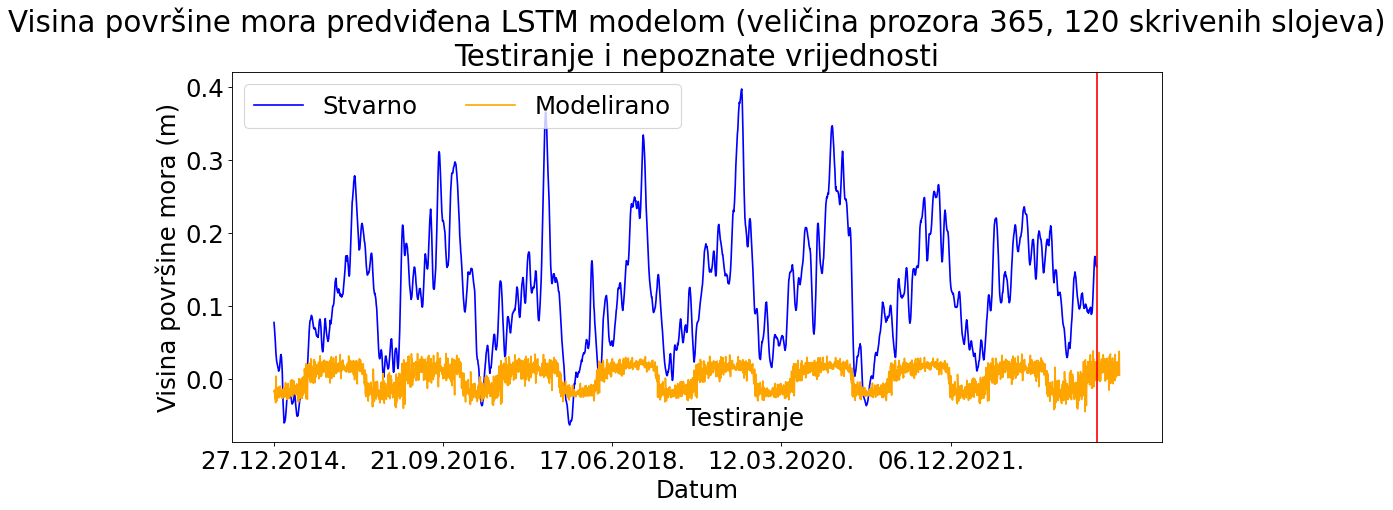 Visina površine mora predviđena LSTM modelom (veličina prozora 365, 120 skrivenih slojeva)
Testiranje i nepoznate vrijednosti
Stvarno
Modelirano
Visina površine mora (m)
0.4
0.3
0.2
0.1
0.0
Testiranje
27.12.2014.
21.09.2016.
17.06.2018.
12.03.2020.
06.12.2021.
Datum